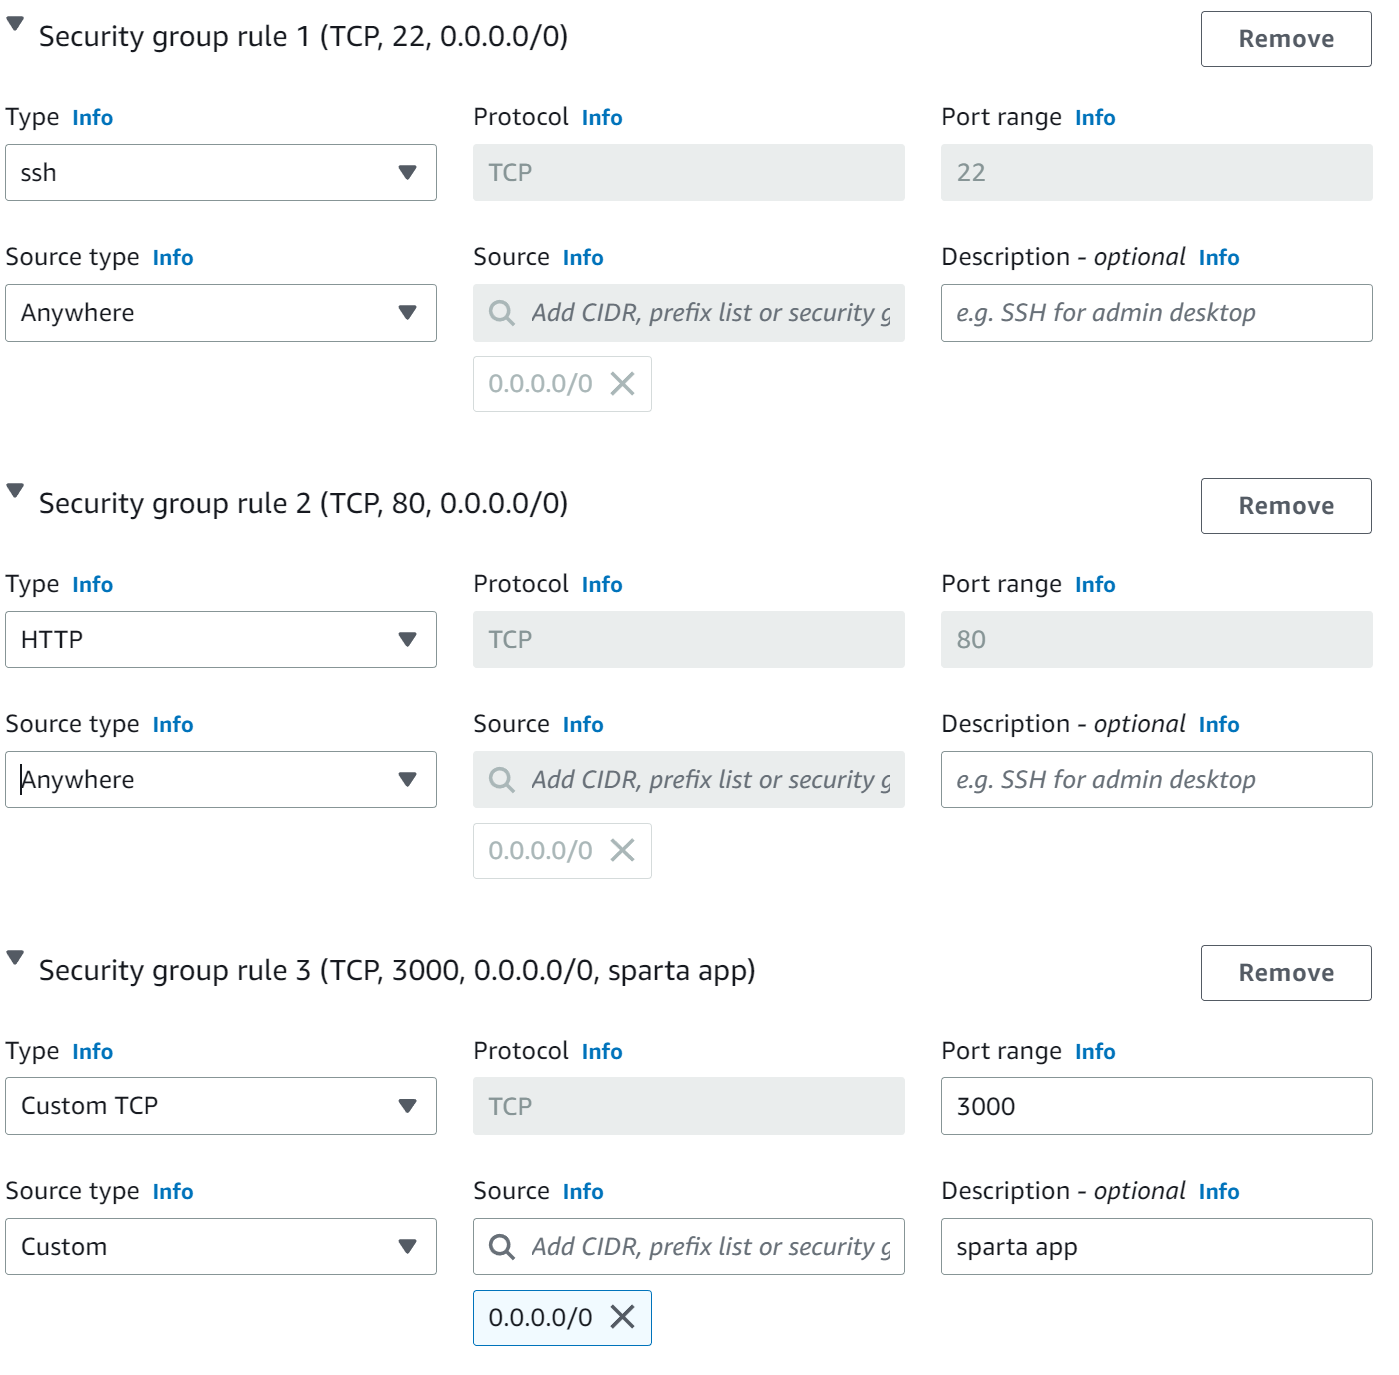 Security group rule 1 (TCP, 22, 0.0.0.0/0)
Remove
Type Info
Protocol Info
Port range Info
ssh
TCP
22
Source type Info
Source Info
Description - optional Info
Anywhere
Add CIDR, prefix list or security g
e.g. SSH for admin desktop
0.0.0.0/0
Security group rule 2 (TCP, 80, 0.0.0.0/0)
Remove
Type Info
Protocol Info
Port range Info
HTTP
TCP
80
Source type Info
Source Info
Description - optional Info
Anywhere
Add CIDR, prefix list or security g
e.g. SSH for admin desktop
0.0.0.0/0
Security group rule 3 (TCP, 3000, 0.0.0.0/0, sparta app)
Remove
Type Info
Protocol Info
Port range Info
Custom TCP
TCP
3000
Source type Info
Source Info
Description - optional Info
Custom
Add CIDR, prefix list or security g
sparta app
0.0.0.0/0